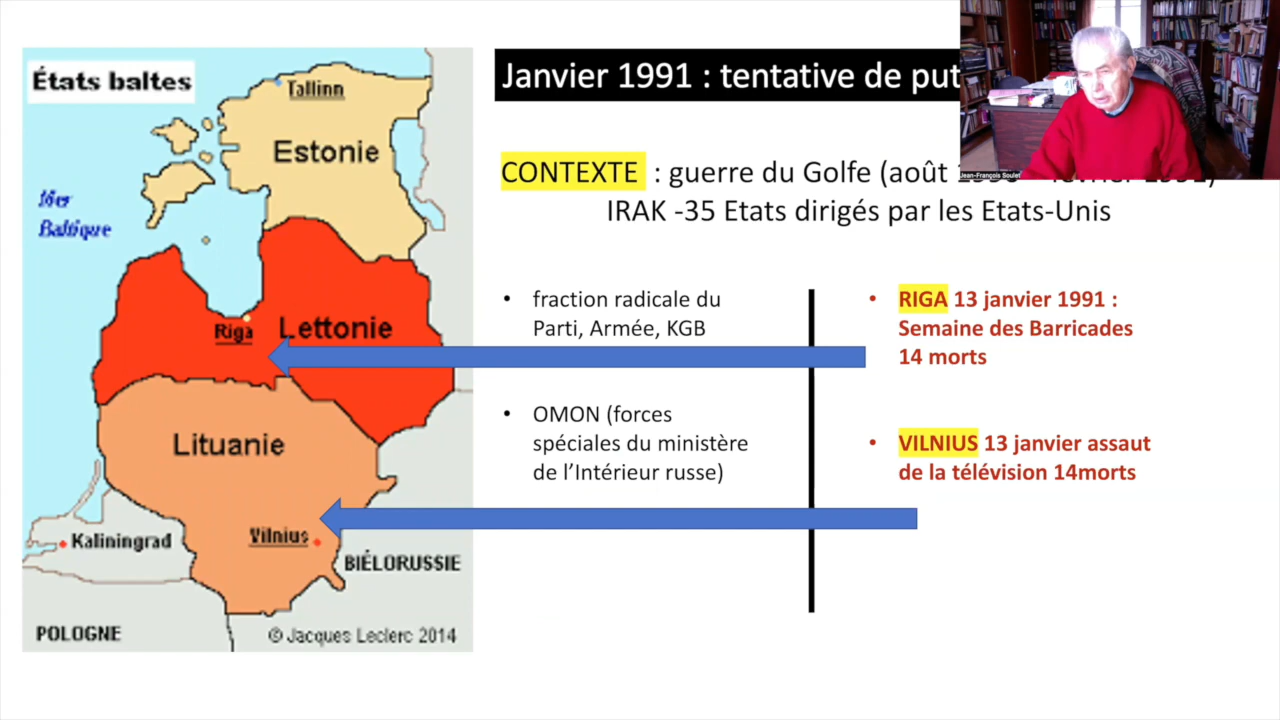 États baltes
Tallinn
Estonie
Mer
Baltique
Riga
Lettonie
Lituanie
Kaliningrad
Vilnius
BIÉLORUSSIE
POLOGNE
© Jacques Leclerc 2014
Janvier 1991 : tentative de
CONTEXTE : guerre du Golfe (août
IRAK -35 Etats dirigés par les Etats-Unis
• fraction radicale du
Parti, Armée, KGB
• OMON (forces
spéciales du ministère
de l’Intérieur russe)
• RIGA 13 janvier 1991 :
Semaine des Barricades
14 morts
• VILNIUS 13 janvier assaut
de la télévision 14morts
Jean-François Soulet